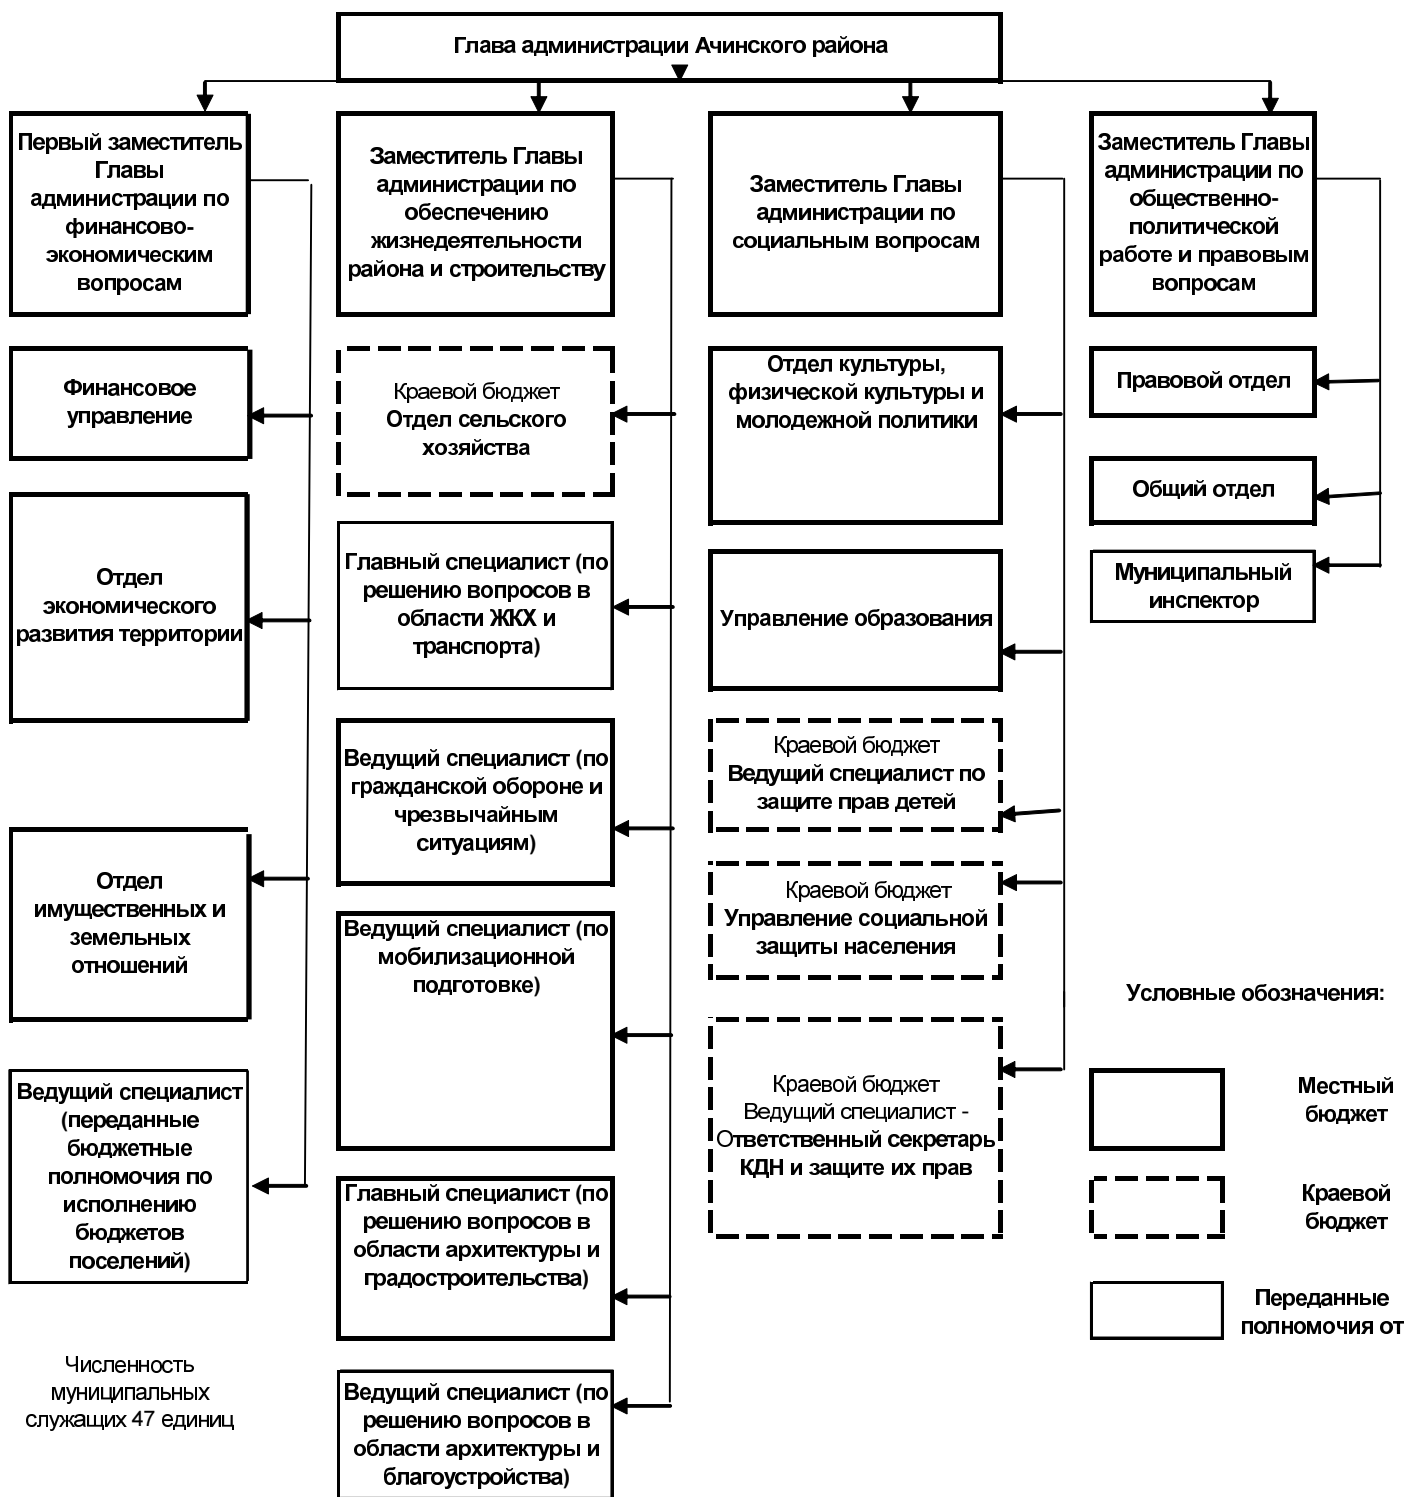 Глава администрации Ачинского района
Первый заместитель
Главы
администрации по
финансово-
экономическим
вопросам
Заместитель Главы
администрации по
обеспечению
жизнедеятельности
района и строительству
Заместитель Главы
администрации по
социальным вопросам
Заместитель Главы
администрации по
общественно-
политической
работе и правовым
вопросам
Финансовое
управление
Отдел
экономического
развития территории
Отдел
имущественных и
земельных
отношений
Ведущий специалист
(переданные
бюджетные
полномочия по
исполнению
бюджетов
поселений)
Численность
муниципальных
служащих 47 единиц
Краевой бюджет
Отдел сельского
хозяйства
Главный специалист (по
решению вопросов в
области ЖКХ и
транспорта)
Ведущий специалист (по
гражданской обороне и
чрезвычайным
ситуациям)
Ведущий специалист (по
мобилизационной
подготовке)
Главный специалист (по
решению вопросов в
области архитектуры и
градостроительства)
Ведущий специалист (по
решению вопросов в
области архитектуры и
благоустройства)
Отдел культуры,
физической культуры и
молодежной политики
Управление образования
Краевой бюджет
Ведущий специалист по
защите прав детей
Краевой бюджет
Управление социальной
защиты населения
Краевой бюджет
Ведущий специалист -
Ответственный секретарь
КДН и защите их прав
Правовой отдел
Общий отдел
Муниципальный
инспектор
Условные обозначения:
Местный
бюджет
Краевой
бюджет
Переданные
полномочия от